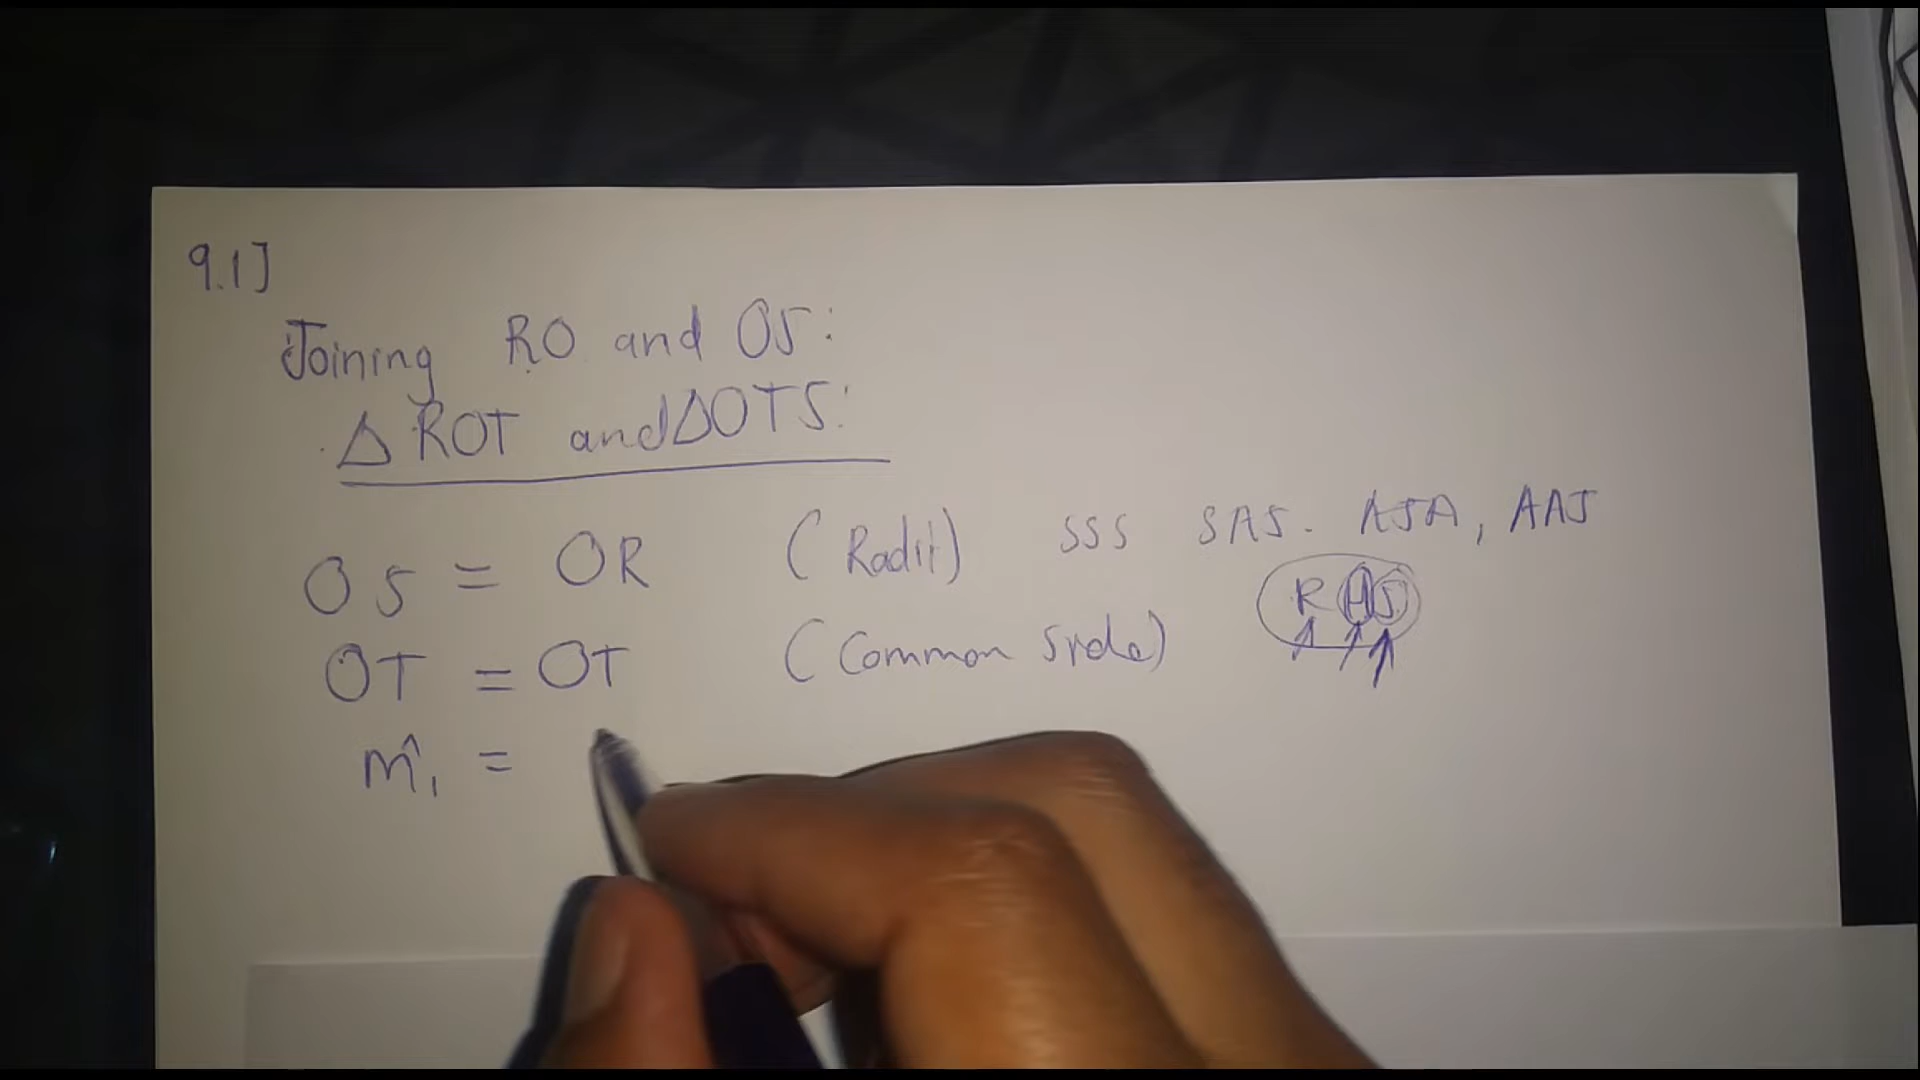 9.1]
Joining RO and OS:
Δ ROT and ΔOTS:
OS = OR (Radii) SSS SAS. ASA, AAS
RHS
OT = OT (Common Side)
m̂₁ =